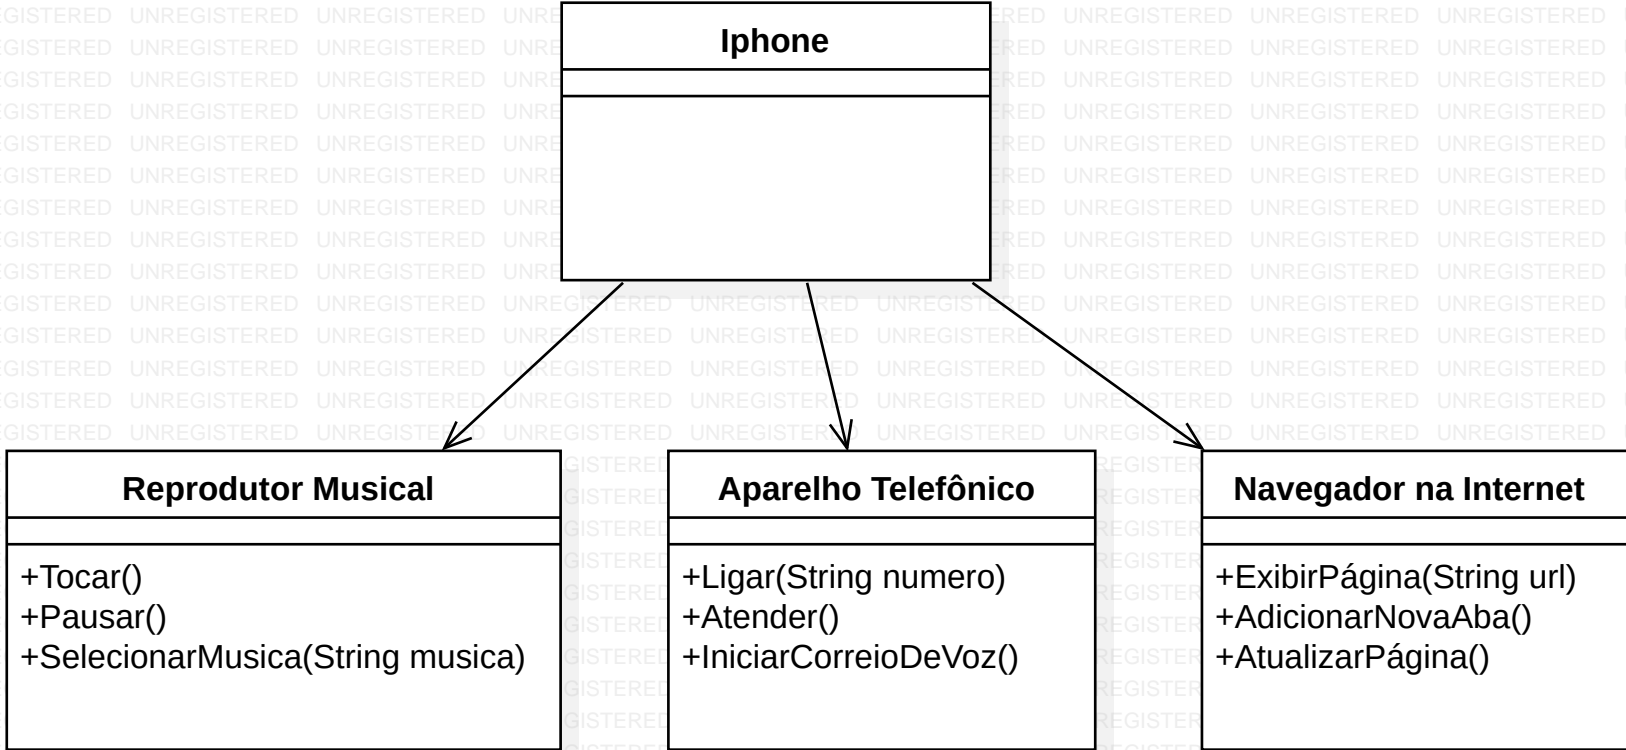 Iphone
Reprodutor Musical
+Tocar()
+Pausar()
+SelecionarMusica(String musica)
Aparelho Telefônico
+Ligar(String numero)
+Atender()
+IniciarCorreioDeVoz()
Navegador na Internet
+ExibirPágina(String url)
+AdicionarNovaAba()
+AtualizarPágina()
UNREGISTERED